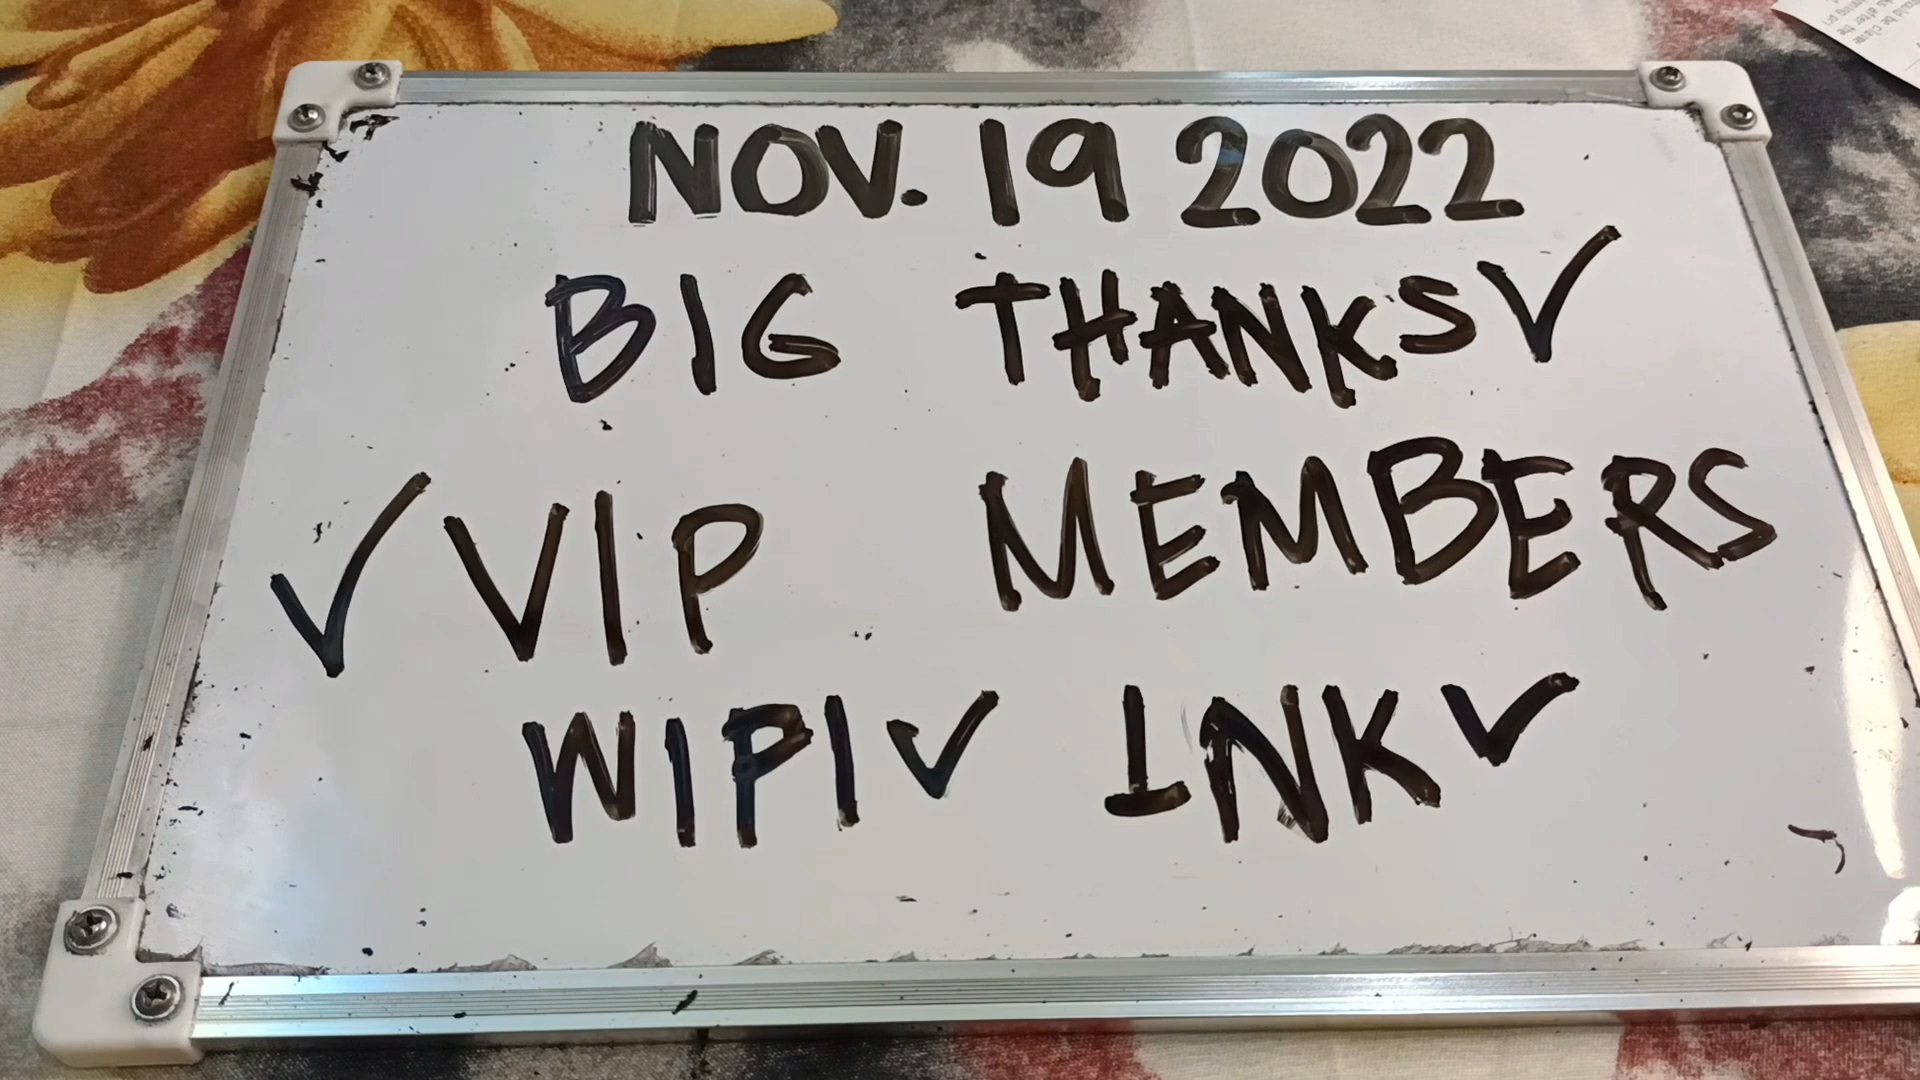 NOV. 19 2022
BIG THANKS✓
✓VIP MEMBERS
WIPI✓ LNK✓